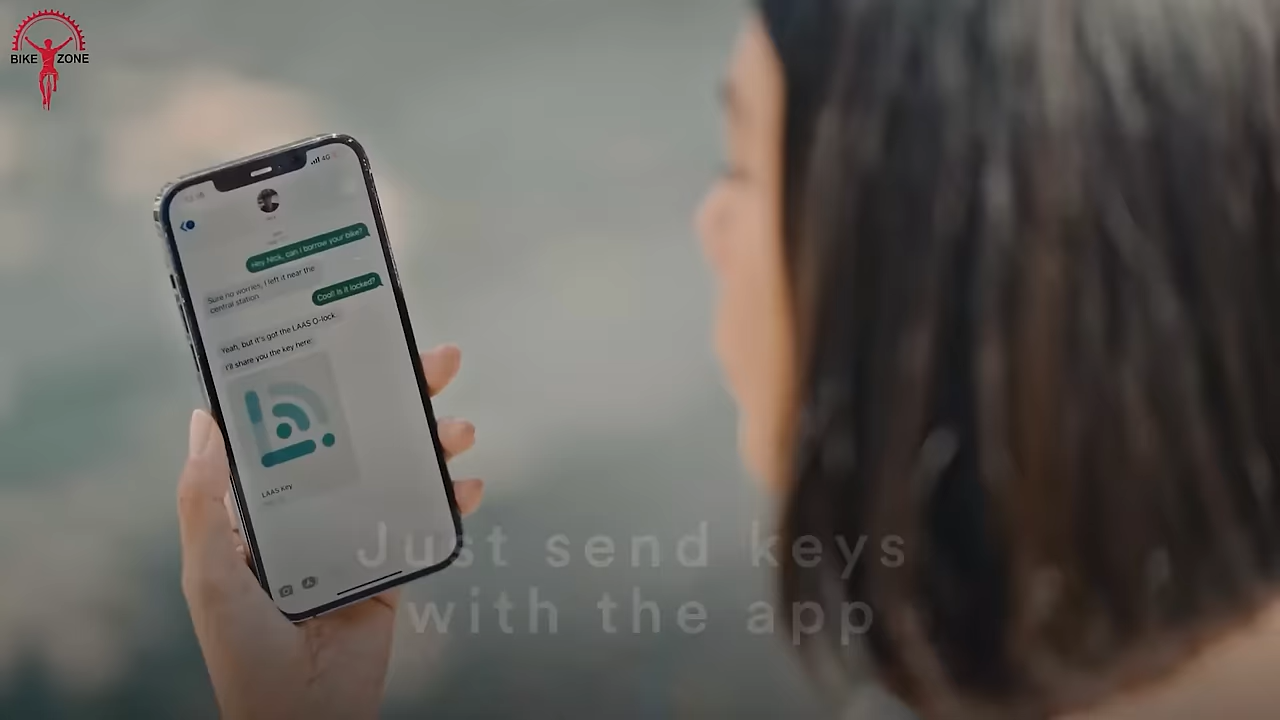 BIKE ZONE
4G
Hey Nick, can I borrow your bike?
Sure no worries, I left it near the
central station
Cool! Is it locked?
Yeah, but it's got the LAAS O-lock.
I'll share you the key here:
LAAS Key
Just send keys
with the app